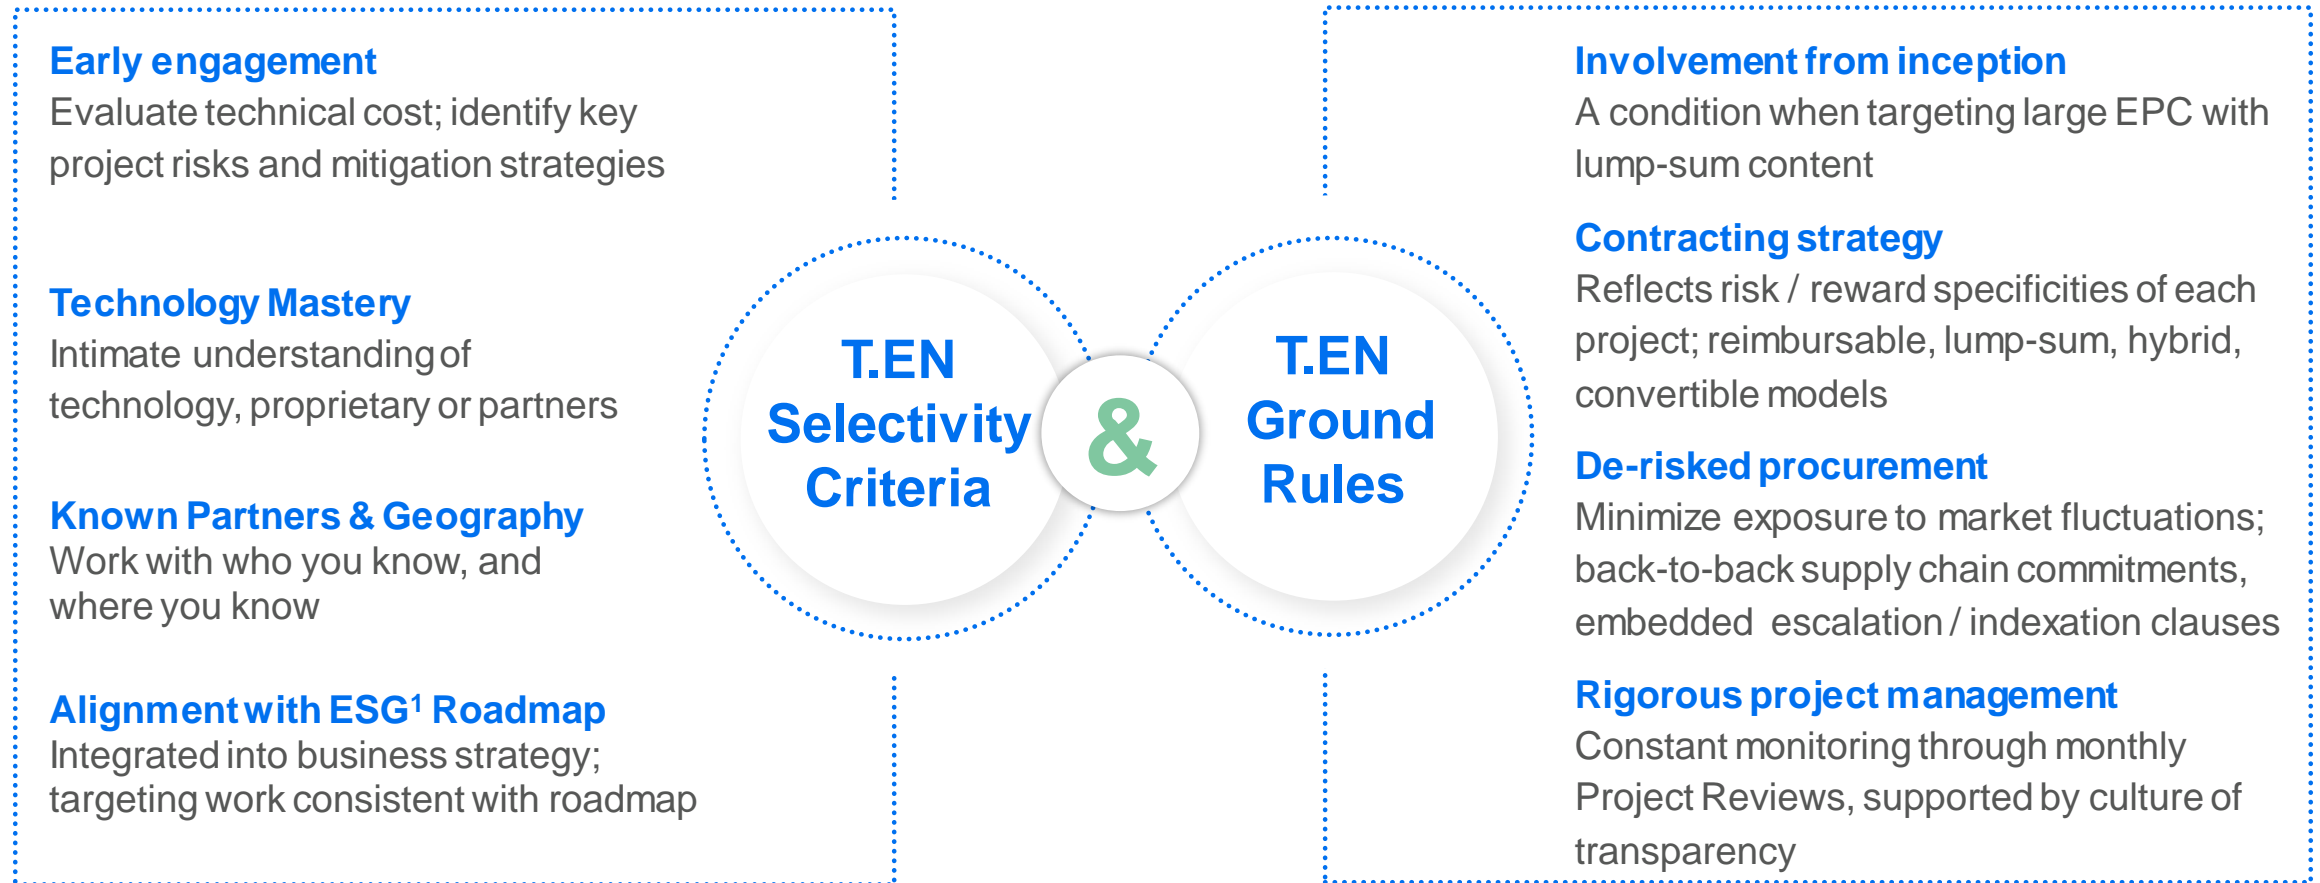 Early engagement
Evaluate technical cost; identify key
project risks and mitigation strategies
Technology Mastery
Intimate understanding of
technology, proprietary or partners
Known Partners & Geography
Work with who you know, and
where you know
Alignment with ESG¹ Roadmap
Integrated into business strategy;
targeting work consistent with roadmap
T.EN
Selectivity
Criteria
&
T.EN
Ground
Rules
Involvement from inception
A condition when targeting large EPC with
lump-sum content
Contracting strategy
Reflects risk / reward specificities of each
project; reimbursable, lump-sum, hybrid,
convertible models
De-risked procurement
Minimize exposure to market fluctuations;
back-to-back supply chain commitments,
embedded escalation / indexation clauses
Rigorous project management
Constant monitoring through monthly
Project Reviews, supported by culture of
transparency